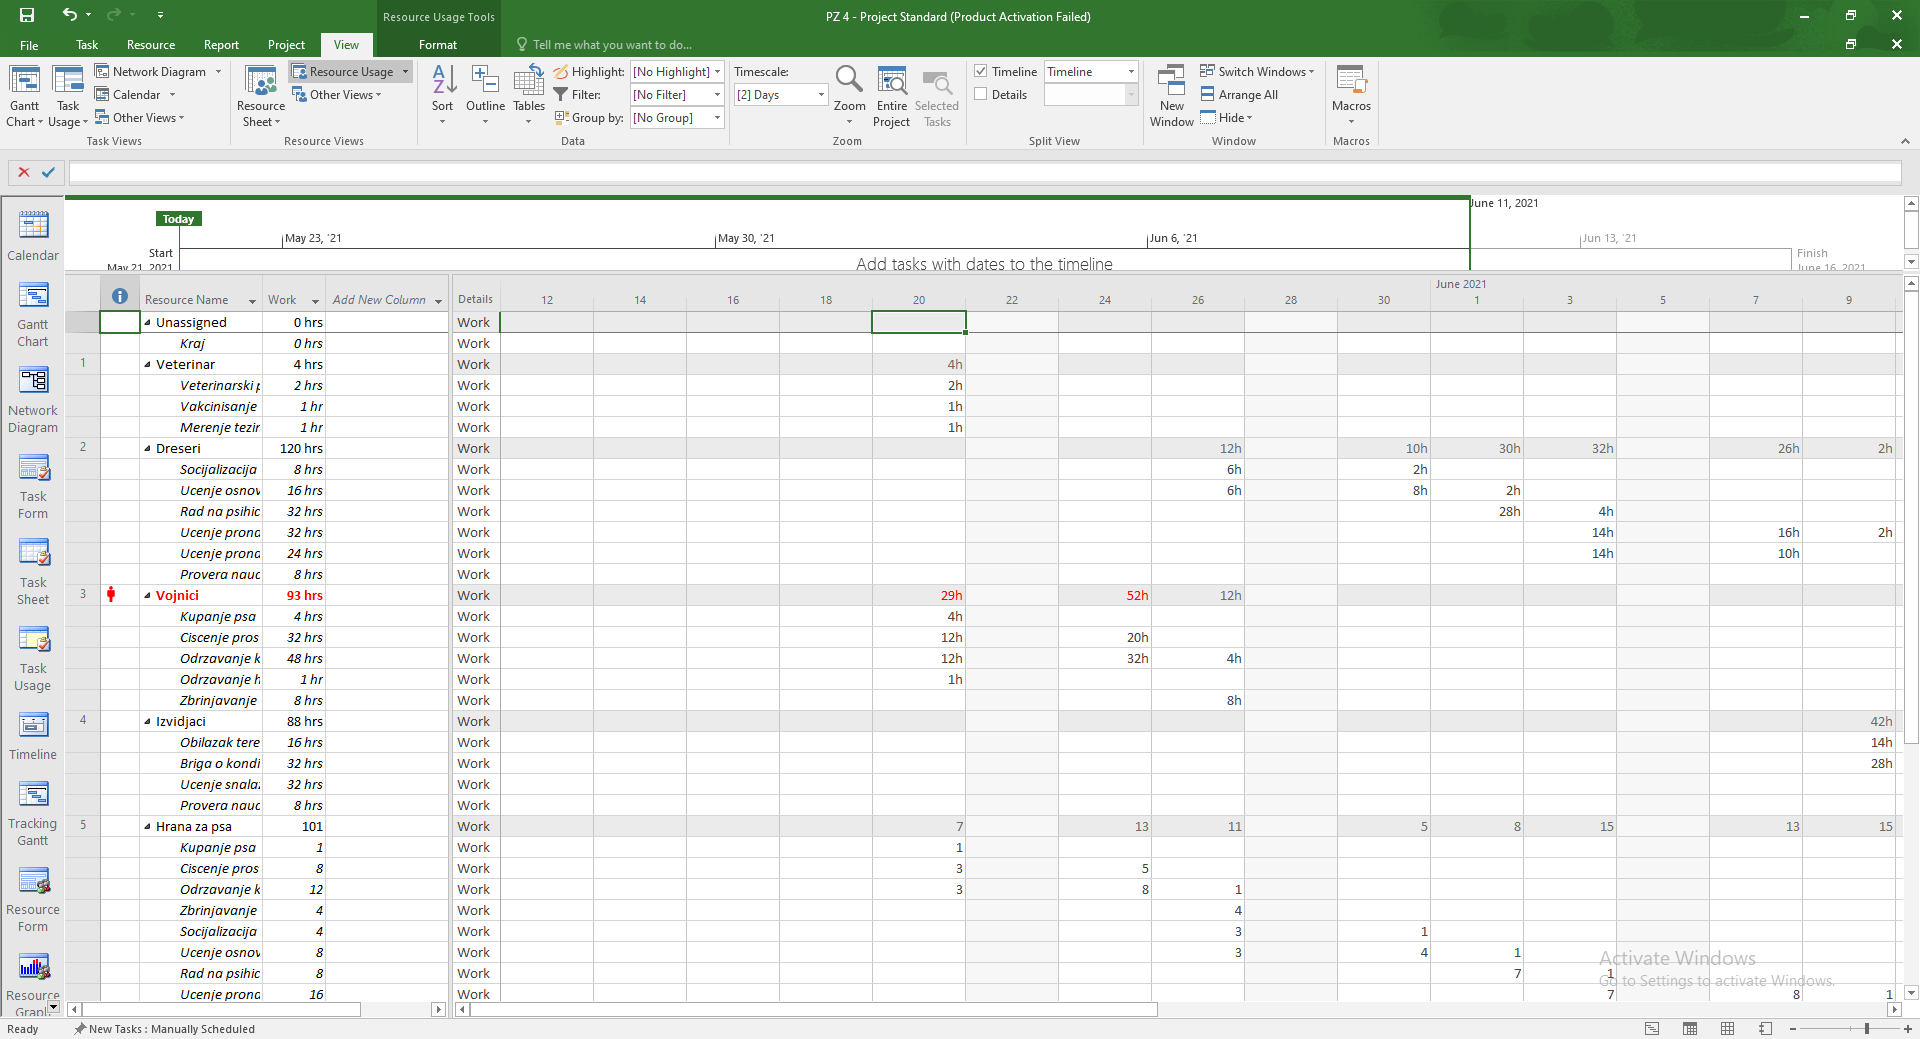 Resource Usage Tools
PZ 4 - Project Standard (Product Activation Failed)
File Task Resource Report Project View Format Tell me what you want to do...
Gantt Chart
Task Usage
Network Diagram
Calendar
Other Views
Task Views
Resource Sheet
Resource Usage
Other Views
Resource Views
Sort
Outline
Tables
Highlight: [No Highlight]
Filter: [No Filter]
Group by: [No Group]
Data
Timescale:
[2] Days
Zoom
Entire Project
Selected Tasks
Zoom
Timeline Timeline
Details
Split View
New Window
Switch Windows
Arrange All
Hide
Window
Macros
Macros
Today
June 11, 2021
May 23, '21 May 30, '21 Jun 6, '21 Jun 13, '21
Start
May 21, 2021
Add tasks with dates to the timeline
Finish
June 16, 2021
Calendar
Gantt Chart
Network Diagram
Task Form
Task Sheet
Task Usage
Timeline
Tracking Gantt
Resource Form
Resource Graph
Resource Name Work Add New Column Details
June 2021
12 14 16 18 20 22 24 26 28 30 1 3 5 7 9
Unassigned 0 hrs Work
Kraj 0 hrs Work
1 Veterinar 4 hrs Work 4h
Veterinarski p 2 hrs Work 2h
Vakcinisanje 1 hr Work 1h
Merenje tezir 1 hr Work 1h
2 Dreseri 120 hrs Work 12h 10h 30h 32h 26h 2h
Socijalizacija 8 hrs Work 6h 2h
Ucenje osnov 16 hrs Work 6h 8h 2h
Rad na psihic 32 hrs Work 28h 4h
Ucenje prona 32 hrs Work 14h 16h 2h
Ucenje prona 24 hrs Work 14h 10h
Provera nauc 8 hrs Work
3 Vojnici 93 hrs Work 29h 52h 12h
Kupanje psa 4 hrs Work 4h
Ciscenje pros 32 hrs Work 12h 20h
Odrzavanje k 48 hrs Work 12h 32h 4h
Odrzavanje h 1 hr Work 1h
Zbrinjavanje 8 hrs Work 8h
4 Izvidjaci 88 hrs Work 42h
Obilazak tere 16 hrs Work 14h
Briga o kondi 32 hrs Work 28h
Ucenje snala: 32 hrs Work
Provera nauc 8 hrs Work
5 Hrana za psa 101 Work 7 13 11 5 8 15 13 15
Kupanje psa 1 Work 1
Ciscenje pros 8 Work 3 5
Odrzavanje k 12 Work 3 8 1
Zbrinjavanje 4 Work 4
Socijalizacija 4 Work 3 1
Ucenje osnov 8 Work 3 4 1
Rad na psihic 8 Work 7 1
Ucenje prona 16 Work 7 8 1
Activate Windows
Go to Settings to activate Windows.
Ready New Tasks : Manually Scheduled